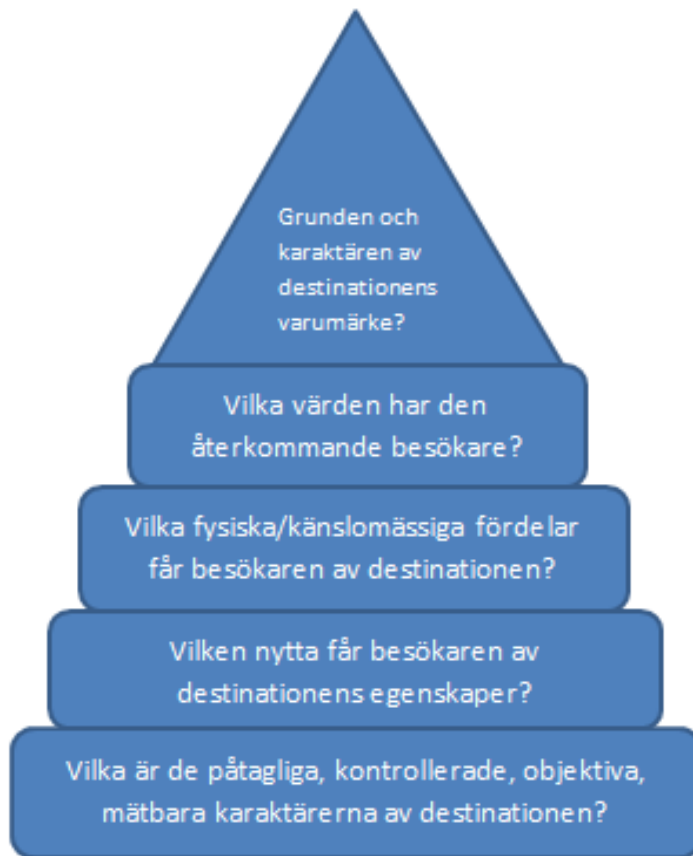 Grunden och
karaktären av
destinationens
varumärke?
Vilka värden har den
återkommande besökare?
Vilka fysiska/känslomässiga fördelar
får besökaren av destinationen?
Vilken nytta får besökaren av
destinationens egenskaper?
Vilka är de påtagliga, kontrollerade, objektiva,
mätbara karaktärerna av destinationen?